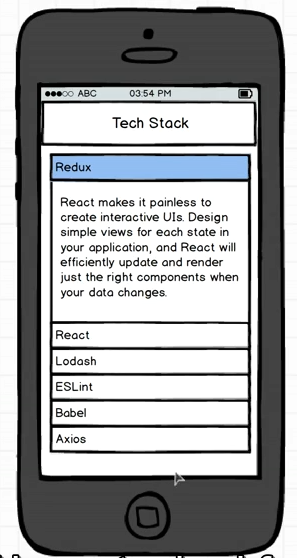 ABC 03:54 PM
Tech Stack
Redux
React makes it painless to
create interactive UIs. Design
simple views for each state in
your application, and React will
efficiently update and render
just the right components when
your data changes.
React
Lodash
ESLint
Babel
Axios